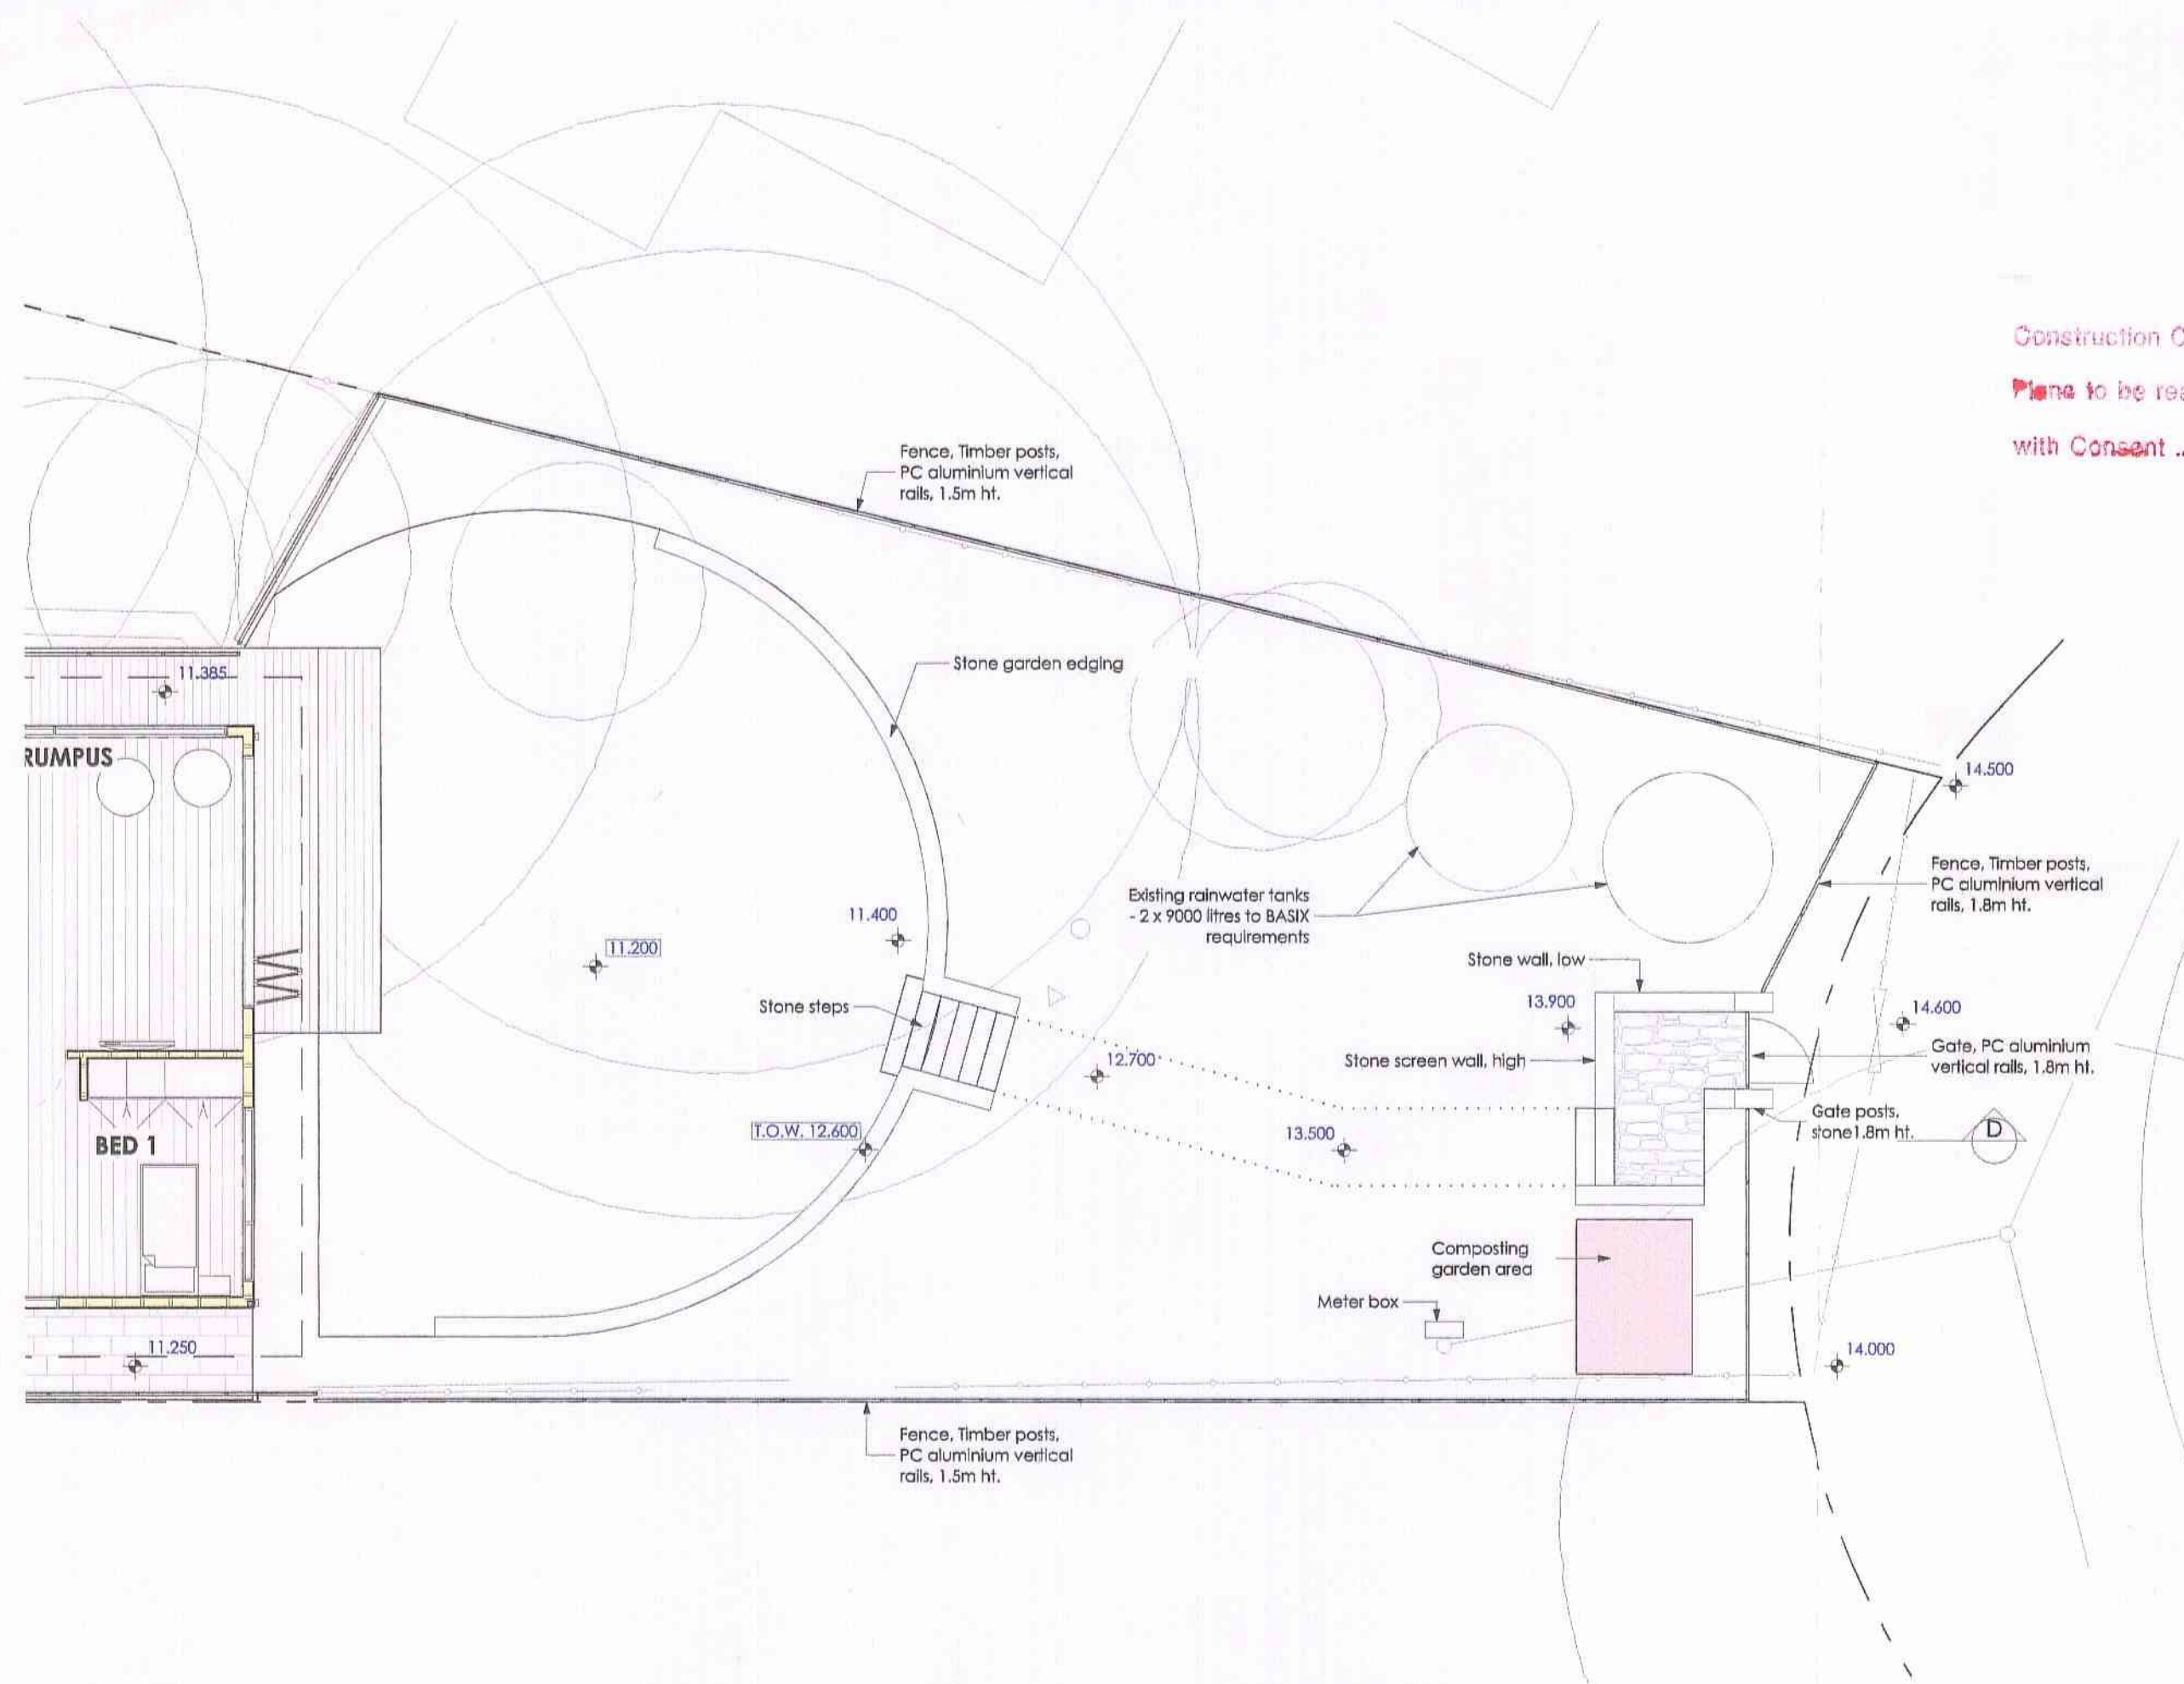 Construction
Plans to be
with Consent
Fence, Timber posts,
PC aluminium vertical
rails, 1.5m ht.
Stone garden edging
11.385
RUMPUS
14.500
Fence, Timber posts,
PC aluminium vertical
rails, 1.8m ht.
Existing rainwater tanks
- 2 x 9000 litres to BASIX
requirements
11.400
11.200
Stone wall, low
13.900
14.600
Stone steps
12.700
Stone screen wall, high
Gate, PC aluminium
vertical rails, 1.8m ht.
Gate posts,
stone1.8m ht.
D
T.O.W. 12.600
13.500
BED 1
Composting
garden area
Meter box
11.250
14.000
Fence, Timber posts,
PC aluminium vertical
rails, 1.5m ht.